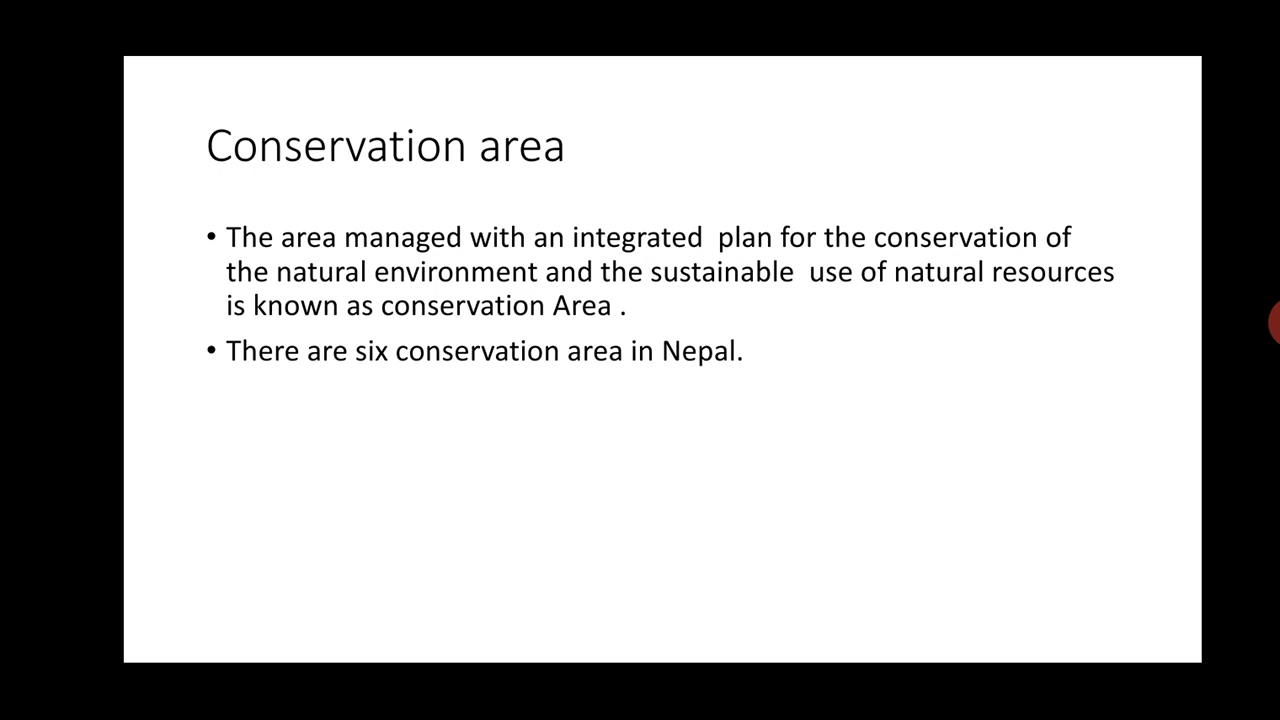 Conservation area
• The area managed with an integrated  plan for the conservation of
the natural environment and the sustainable  use of natural resources
is known as conservation Area .
• There are six conservation area in Nepal.